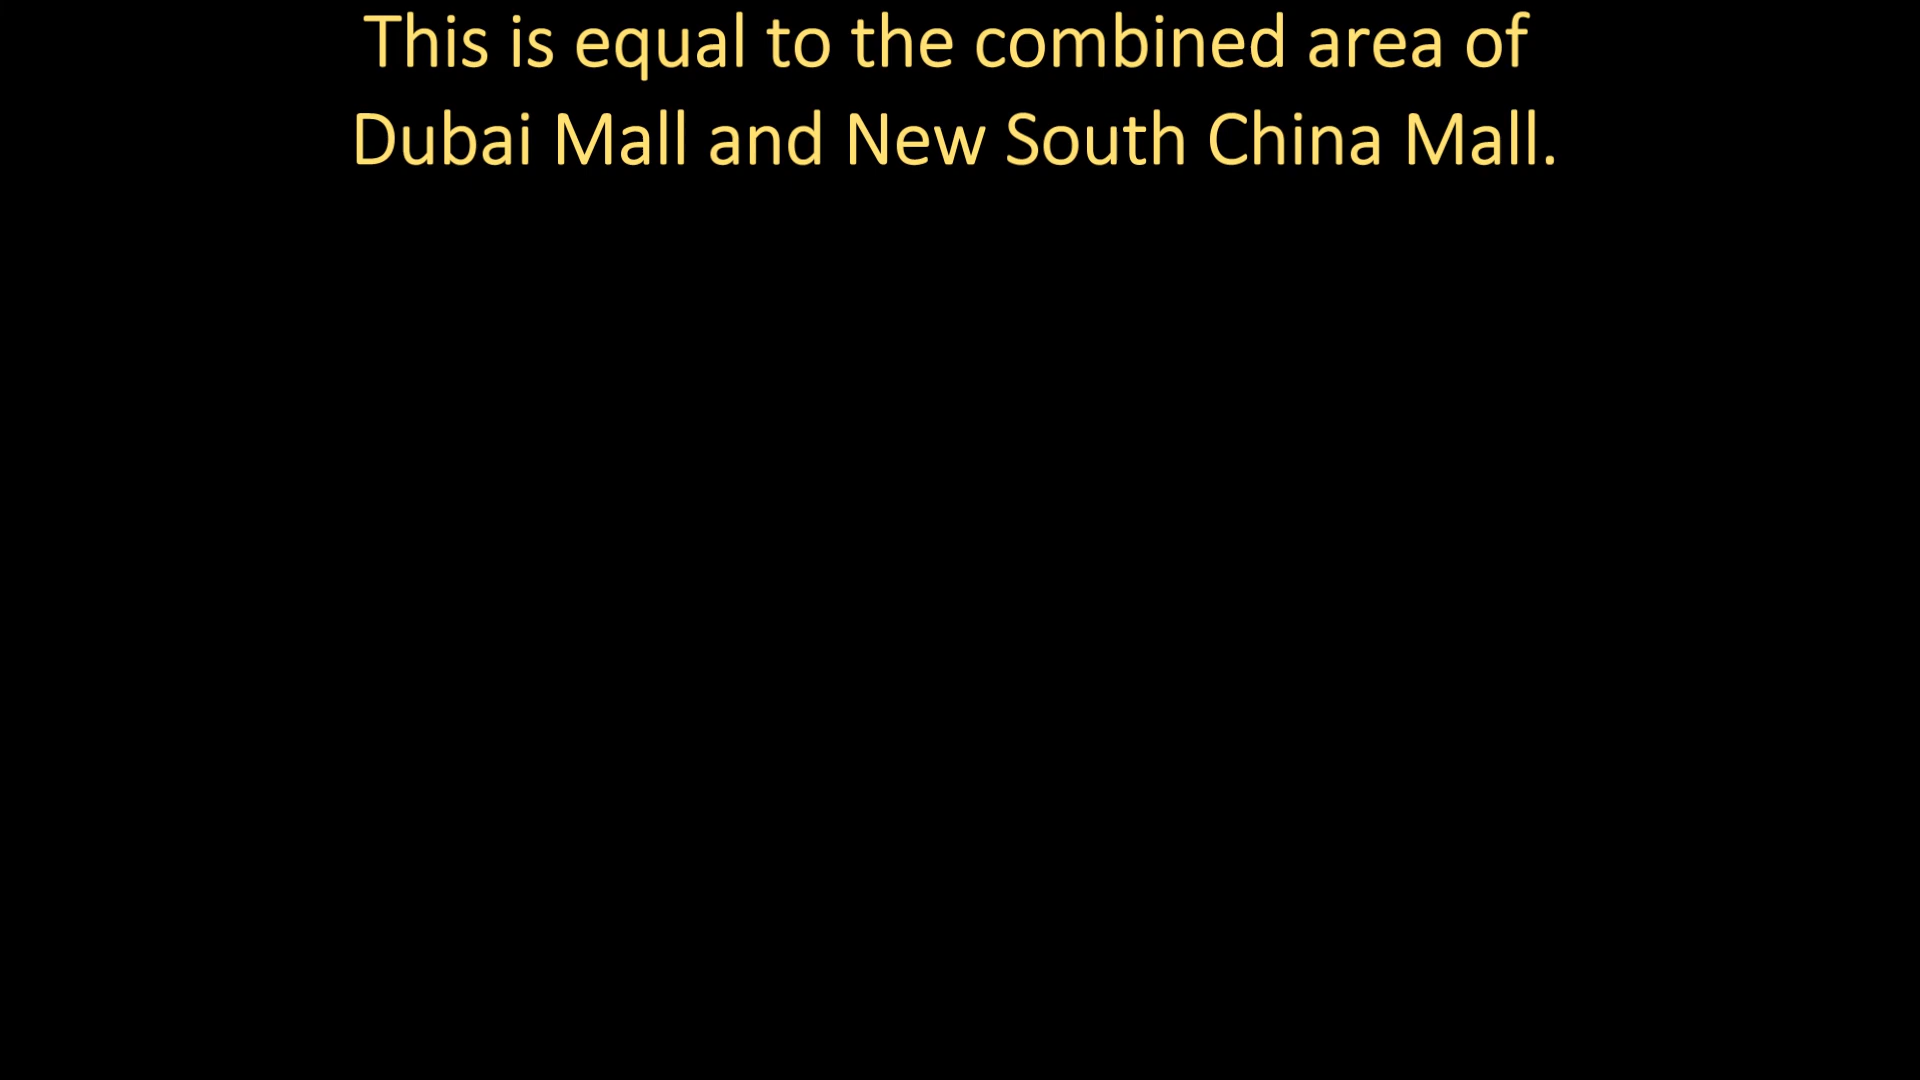 This is equal to the combined area of
Dubai Mall and New South China Mall.